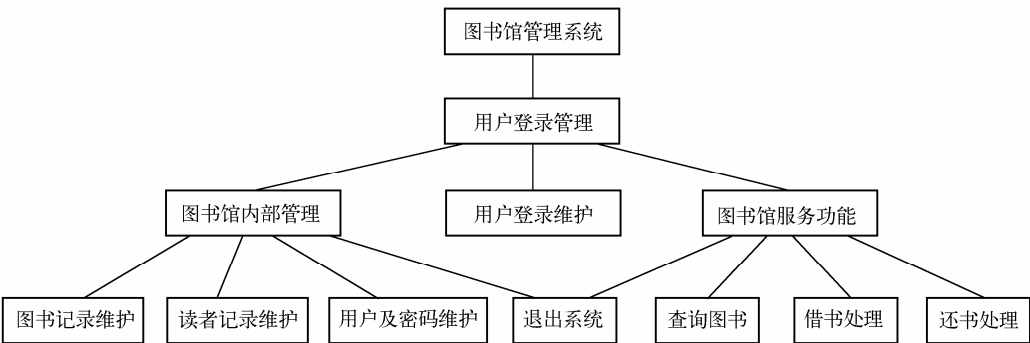 图书馆管理系统
用户登录管理
图书馆内部管理
用户登录维护
图书馆服务功能
图书记录维护
读者记录维护
用户及密码维护
退出系统
查询图书
借书处理
还书处理